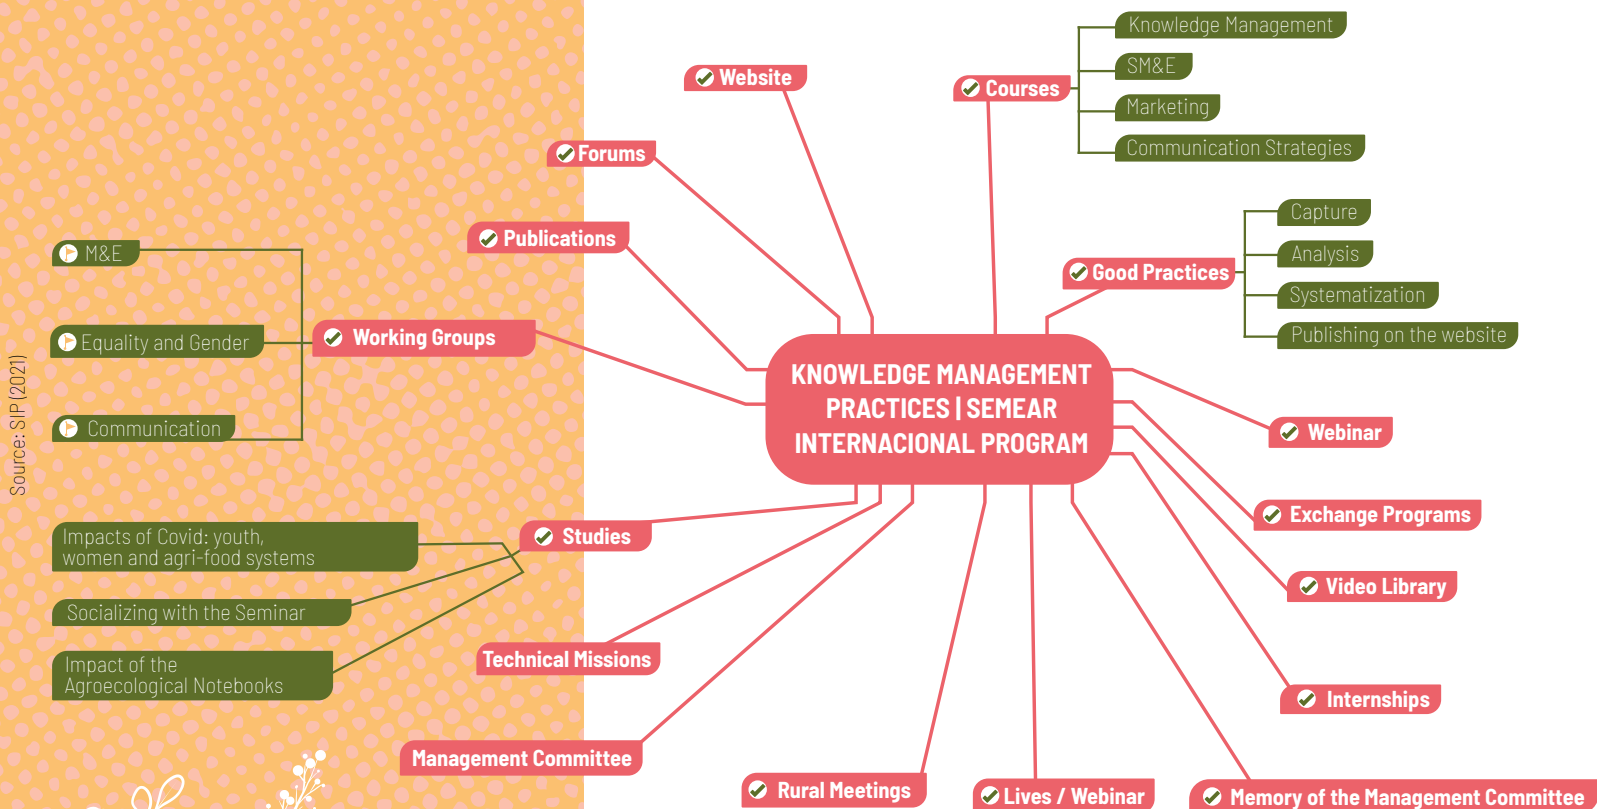 Knowledge Management
SM&E
Marketing
Communication Strategies
Courses
Website
Forums
Publications
Capture
Analysis
Systematization
Publishing on the website
Good Practices
M&E
Equality and Gender
Communication
Working Groups
KNOWLEDGE MANAGEMENT
PRACTICES | SEMEAR
INTERNACIONAL PROGRAM
Webinar
Exchange Programs
Video Library
Internships
Source: SIP (2021)
Impacts of Covid: youth,
women and agri-food systems
Socializing with the Seminar
Impact of the
Agroecological Notebooks
Studies
Technical Missions
Management Committee
Rural Meetings
Lives / Webinar
Memory of the Management Committee